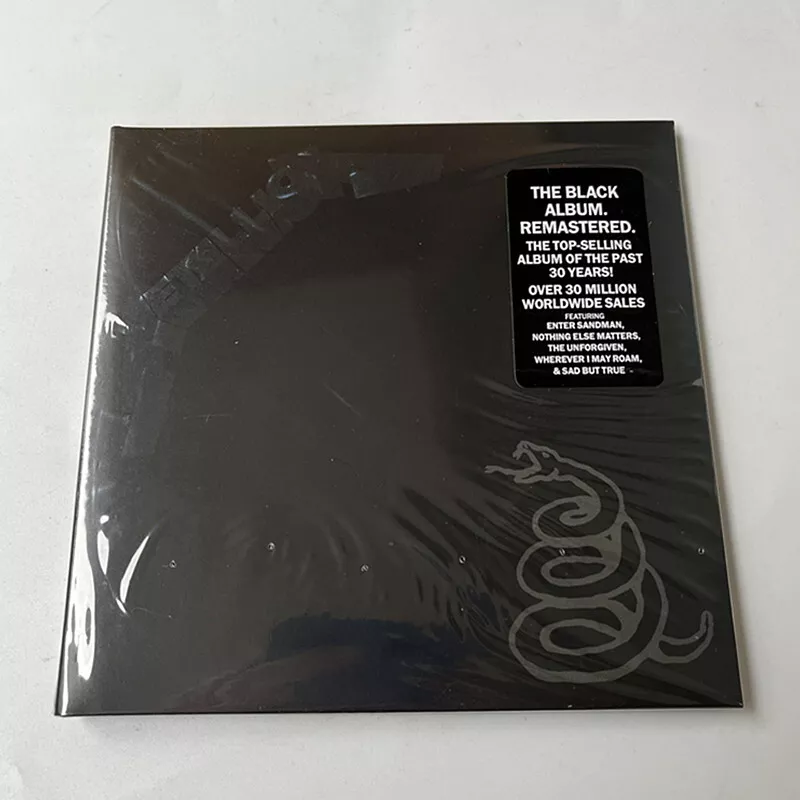 THE BLACK
ALBUM.
REMASTERED.
THE TOP-SELLING
ALBUM OF THE PAST
30 YEARS!
OVER 30 MILLION
WORLDWIDE SALES
FEATURING
ENTER SANDMAN,
NOTHING ELSE MATTERS,
THE UNFORGIVEN,
WHEREVER I MAY ROAM,
& SAD BUT TRUE